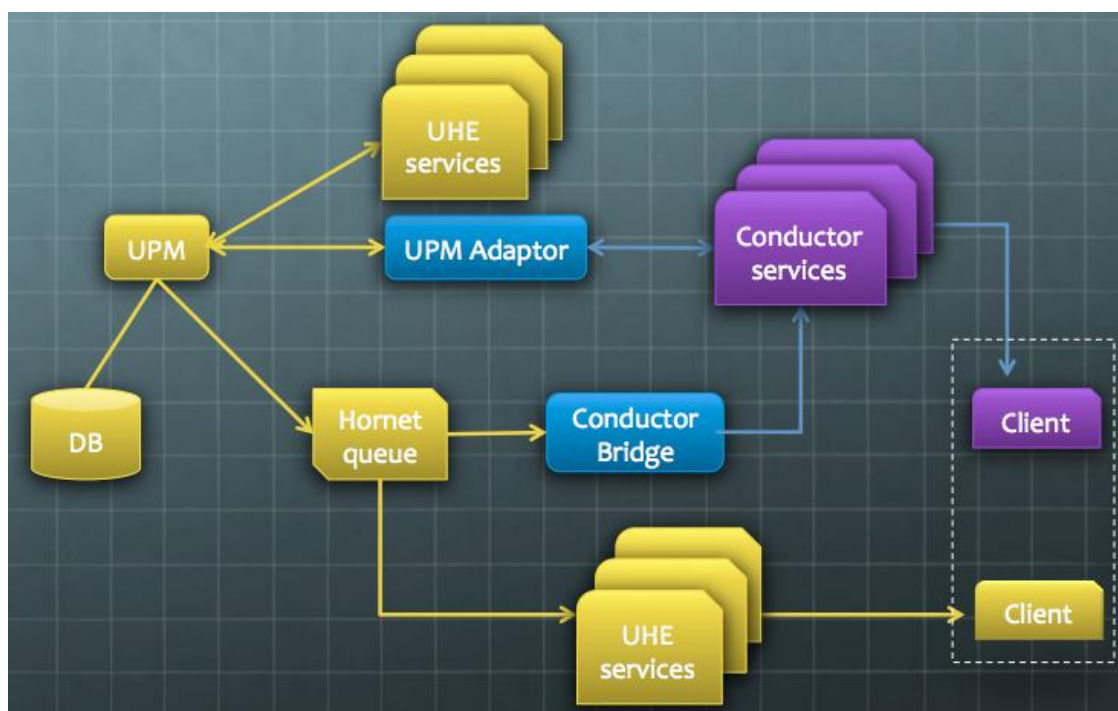 UHE
services
UPM
UPM Adaptor
Conductor
services
DB
Hornet
queue
Conductor
Bridge
Client
UHE
services
Client